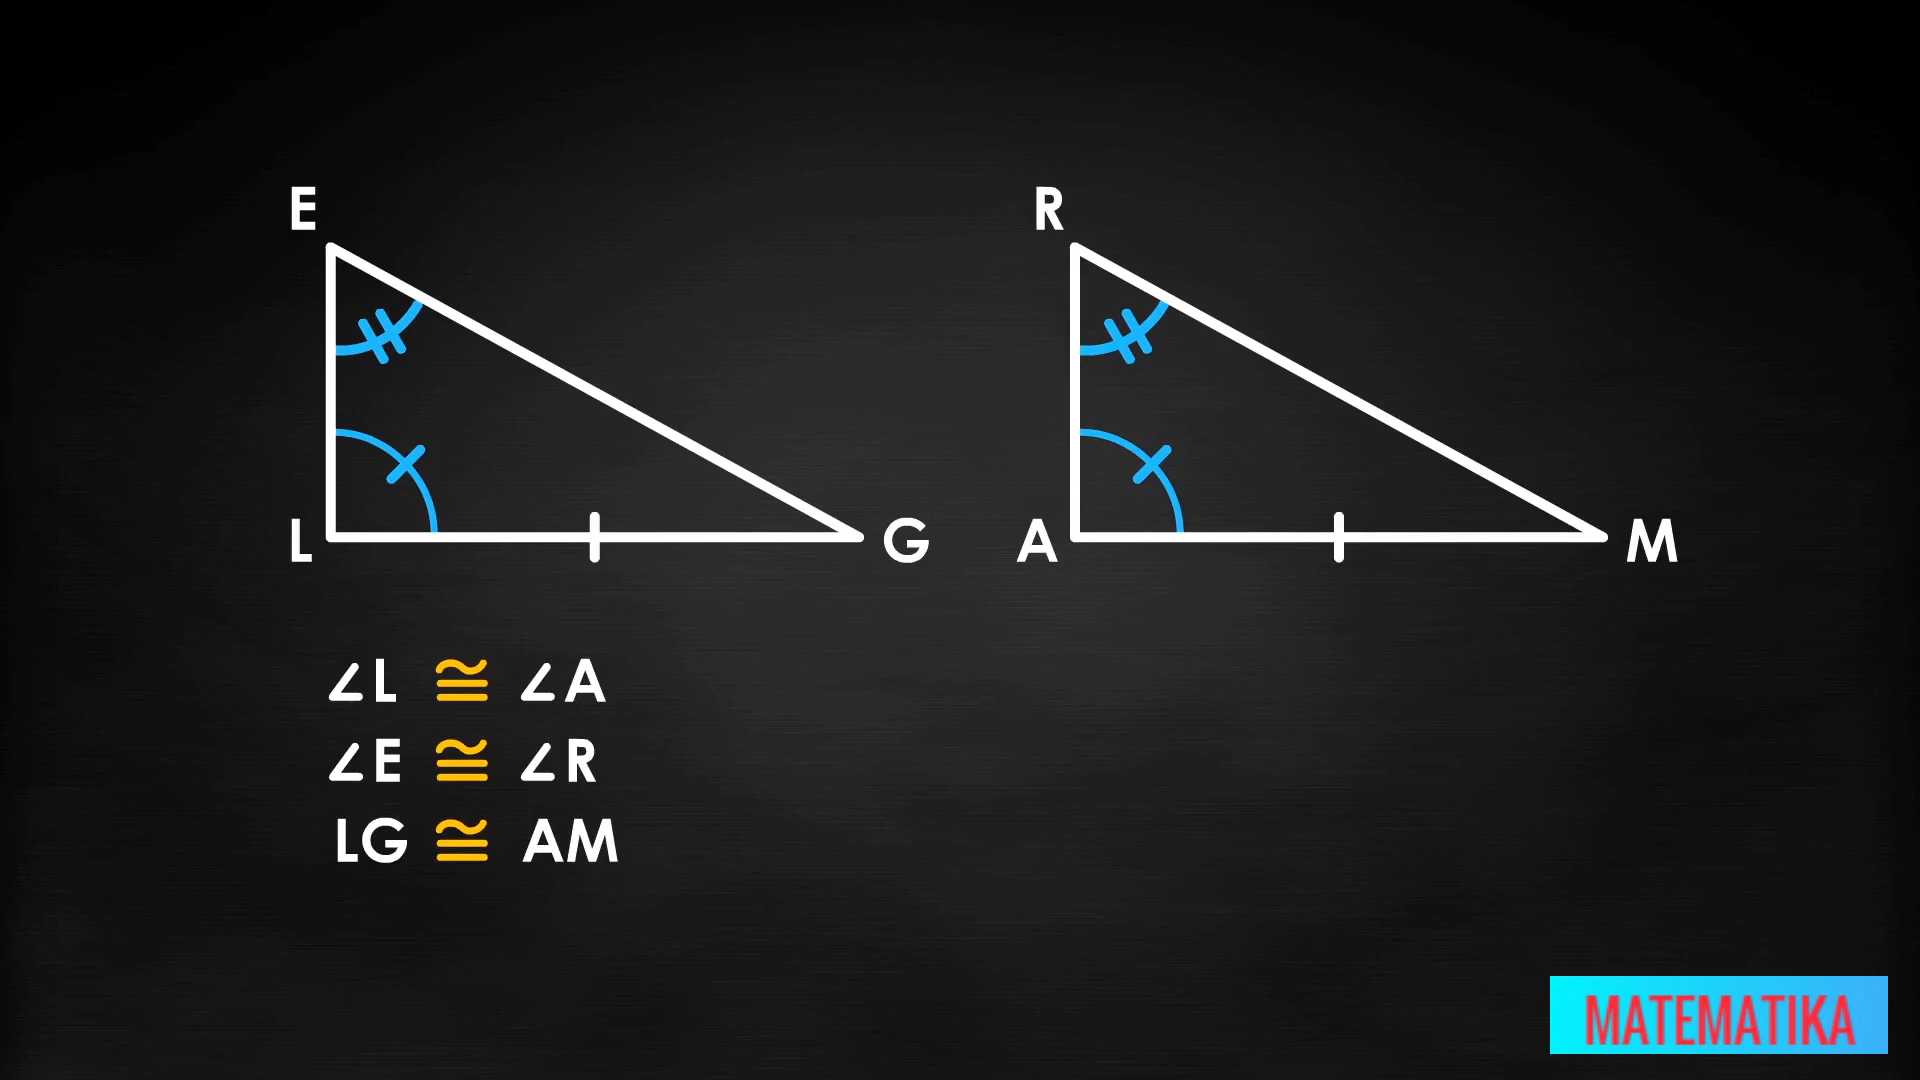 E
R
L
G
A
M
∠L ≅ ∠A
∠E ≅ ∠R
LG ≅ AM
MATEMATIKA